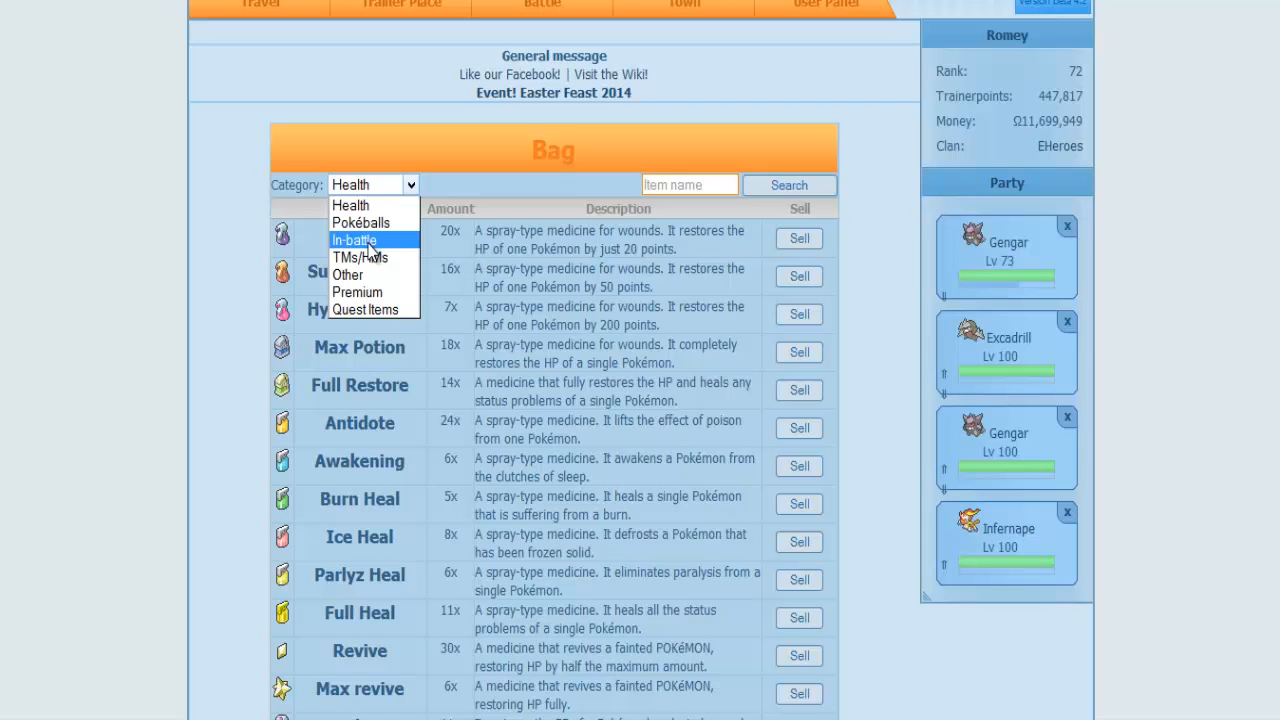 Travel Trainer Place Battle Town User Panel
Version Beta 4.2
General message
Like our Facebook! | Visit the Wiki!
Event! Easter Feast 2014
Bag
Category: Health Item name Search
Health
Pokéballs
In-battle
TMs/HMs
Other
Premium
Quest Items
Amount Description Sell
20x A spray-type medicine for wounds. It restores the HP of one Pokémon by just 20 points. Sell
Su 16x A spray-type medicine for wounds. It restores the HP of one Pokémon by 50 points. Sell
Hy 7x A spray-type medicine for wounds. It restores the HP of one Pokémon by 200 points. Sell
Max Potion 18x A spray-type medicine for wounds. It completely restores the HP of a single Pokémon. Sell
Full Restore 14x A medicine that fully restores the HP and heals any status problems of a single Pokémon. Sell
Antidote 24x A spray-type medicine. It lifts the effect of poison from one Pokémon. Sell
Awakening 6x A spray-type medicine. It awakens a Pokémon from the clutches of sleep. Sell
Burn Heal 5x A spray-type medicine. It heals a single Pokémon that is suffering from a burn. Sell
Ice Heal 8x A spray-type medicine. It defrosts a Pokémon that has been frozen solid. Sell
Parlyz Heal 6x A spray-type medicine. It eliminates paralysis from a single Pokémon. Sell
Full Heal 11x A spray-type medicine. It heals all the status problems of a single Pokémon. Sell
Revive 30x A medicine that revives a fainted POKéMON, restoring HP by half the maximum amount. Sell
Max revive 6x A medicine that revives a fainted POKéMON, restoring HP fully. Sell
Romey
Rank: 72
Trainerpoints: 447,817
Money: Ω11,699,949
Clan: EHeroes
Party
x
Gengar
Lv 73
x
Excadrill
Lv 100
x
Gengar
Lv 100
x
Infernape
Lv 100